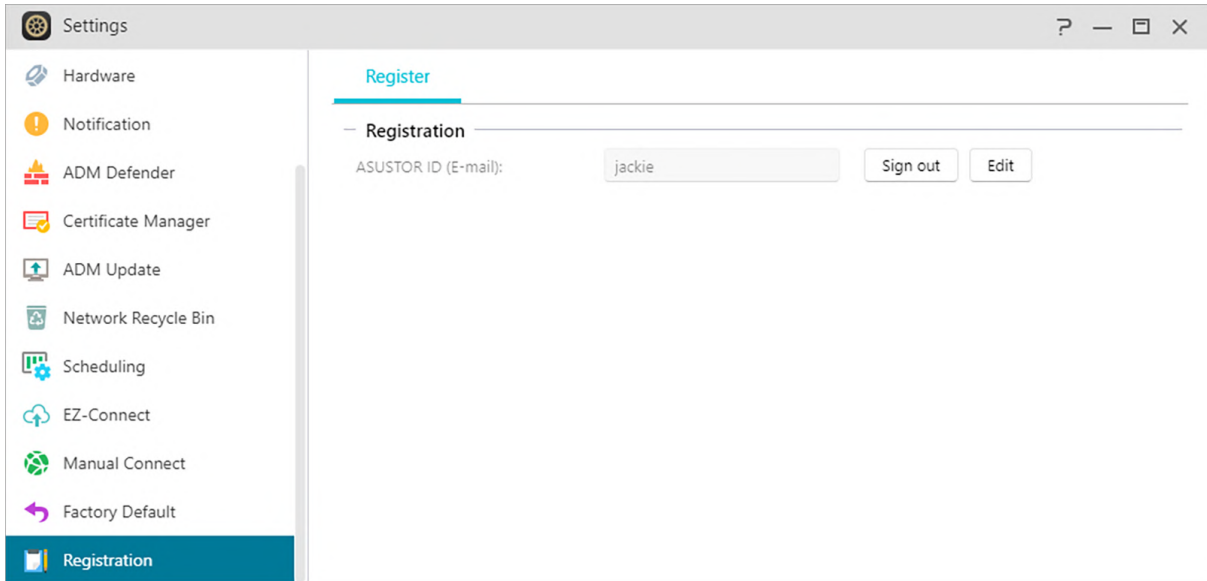 Settings
Hardware
Notification
ADM Defender
Certificate Manager
ADM Update
Network Recycle Bin
Scheduling
EZ-Connect
Manual Connect
Factory Default
Registration
Register
Registration
ASUSTOR ID (E-mail): jackie Sign out Edit